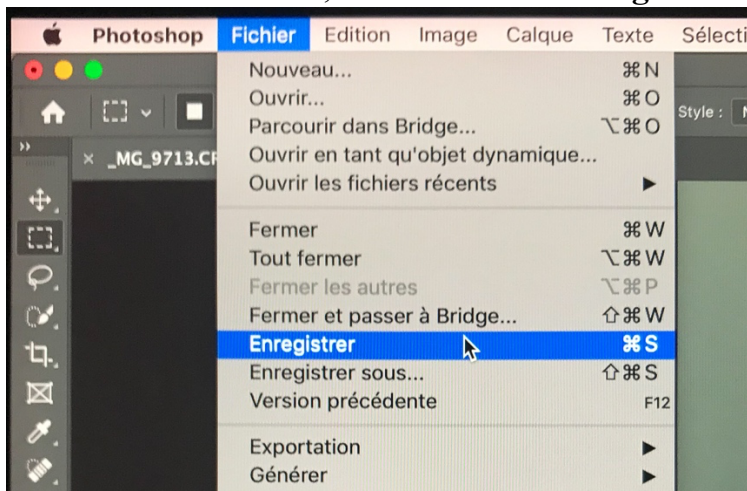 Photoshop Fichier Edition Image Calque Texte Sélecti
Nouveau... ⌘N
Ouvrir... ⌘O
Style :
Parcourir dans Bridge... ⌥⌘O
_MG_9713.CR
Ouvrir en tant qu'objet dynamique...
Ouvrir les fichiers récents ▶
Fermer ⌘W
Tout fermer ⌥⌘W
Fermer les autres ⌥⌘P
Fermer et passer à Bridge... ⇧⌘W
Enregistrer ⌘S
Enregistrer sous... ⇧⌘S
Version précédente F12
Exportation ▶
Générer ▶